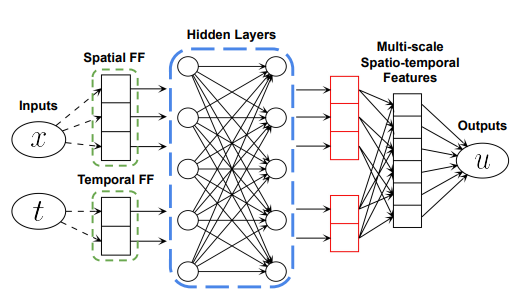 Hidden Layers
Multi-scale
Spatio-temporal
Features
Spatial FF
Inputs
x
Outputs
u
Temporal FF
t